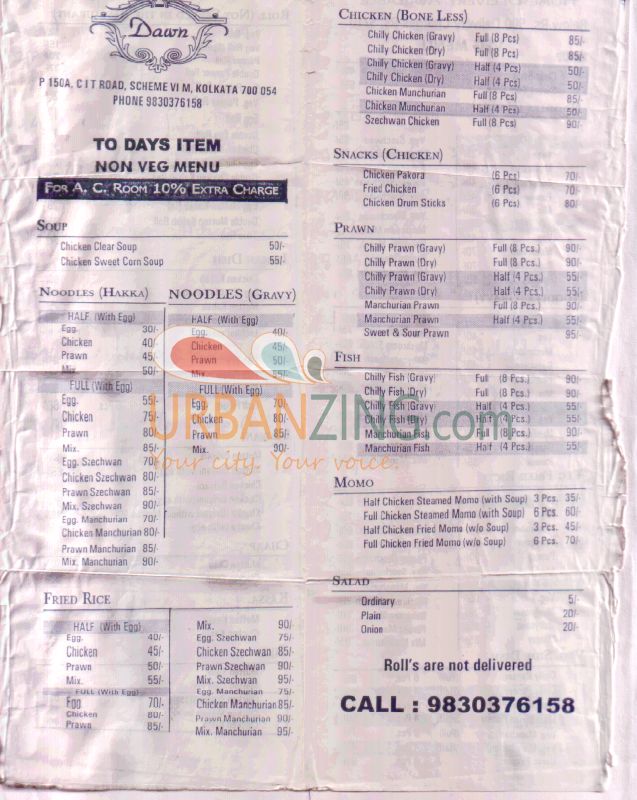 Dawn
P 150A, C I T ROAD, SCHEME VI M, KOLKATA 700 054
PHONE 9830376158
TO DAYS ITEM
NON VEG MENU
FOR A. C. ROOM 10% EXTRA CHARGE
SOUP
Chicken Clear Soup 50/-
Chicken Sweet Corn Soup 55/-
NOODLES (HAKKA)
HALF (With Egg)
Egg. 30/-
Chicken 40/-
Prawn 45/-
Mix. 50/-
FULL (With Egg)
Egg. 55/-
Chicken 75/-
Prawn 80/-
Mix. 85/-
Egg. Szechwan 70/-
Chicken Szechwan 80/-
Prawn Szechwan 85/-
Mix. Szechwan 90/-
Egg. Manchurian 70/-
Chicken Manchurian 80/-
Prawn Manchurian 85/-
Mix. Manchurian 90/-
NOODLES (GRAVY)
HALF (With Egg)
Egg. 40/-
Chicken 45/-
Prawn 50/-
Mix 55/-
FULL (With Egg)
Egg. 70/-
Chicken 80/-
Prawn 85/-
Mix. 90/-
FRIED RICE
HALF (With Egg)
Egg. 40/-
Chicken 45/-
Prawn 50/-
Mix. 55/-
FULL (With Egg)
Egg 70/-
Chicken 80/-
Prawn 85/-
Mix. 90/-
Egg. Szechwan 75/-
Chicken Szechwan 85/-
Prawn Szechwan 90/-
Mix. Szechwan 95/-
Egg. Manchurian 75/-
Chicken Manchurian 85/-
Prawn Manchurian 90/-
Mix. Manchurian 95/-
CHICKEN (BONE LESS)
Chilly Chicken (Gravy) Full (8 Pcs) 85/-
Chilly Chicken (Dry) Full (8 Pcs) 85/-
Chilly Chicken (Gravy) Half (4 Pcs) 50/-
Chilly Chicken (Dry) Half (4 Pcs) 50/-
Chicken Munchurian Full (8 Pcs) 85/-
Chicken Munchurian Half (4 Pcs) 50/-
Szechwan Chicken Full (8 Pcs) 90/-
SNACKS (CHICKEN)
Chicken Pakora (6 Pcs) 70/-
Fried Chicken (6 Pcs) 70/-
Chicken Drum Sticks (6 Pcs) 80/-
PRAWN
Chilly Prawn (Gravy) Full (8 Pcs.) 90/-
Chilly Prawn (Dry) Full (8 Pcs.) 90/-
Chilly Prawn (Gravy) Half (4 Pcs.) 55/-
Chilly Prawn (Dry) Half (4 Pcs.) 55/-
Manchurian Prawn Full (8 Pcs.) 90/-
Manchurian Prawn Half (4 Pcs.) 55/-
Sweet & Sour Prawn 95/-
FISH
Chilly Fish (Gravy) Full (8 Pcs.) 90/-
Chilly Fish (Dry) Full (8 Pcs.) 90/-
Chilly Fish (Gravy) Half (4 Pcs.) 55/-
Chilly Fish (Dry) Half (4 Pcs.) 55/-
Manchurian Fish Full (8 Pcs.) 90/-
Manchurian Fish Half (4 Pcs.) 55/-
MOMO
Half Chicken Steamed Momo (with Soup) 3 Pcs. 35/-
Full Chicken Steamed Momo (with Soup) 6 Pcs. 60/-
Half Chicken Fried Momo (w/o Soup) 3 Pcs. 45/-
Full Chicken Fried Momo (w/o Soup) 6 Pcs. 70/-
SALAD
Ordinary 5/-
Plain 20/-
Onion 20/-
Roll's are not delivered
CALL : 9830376158
URBANZING.com
Your city. Your voice.